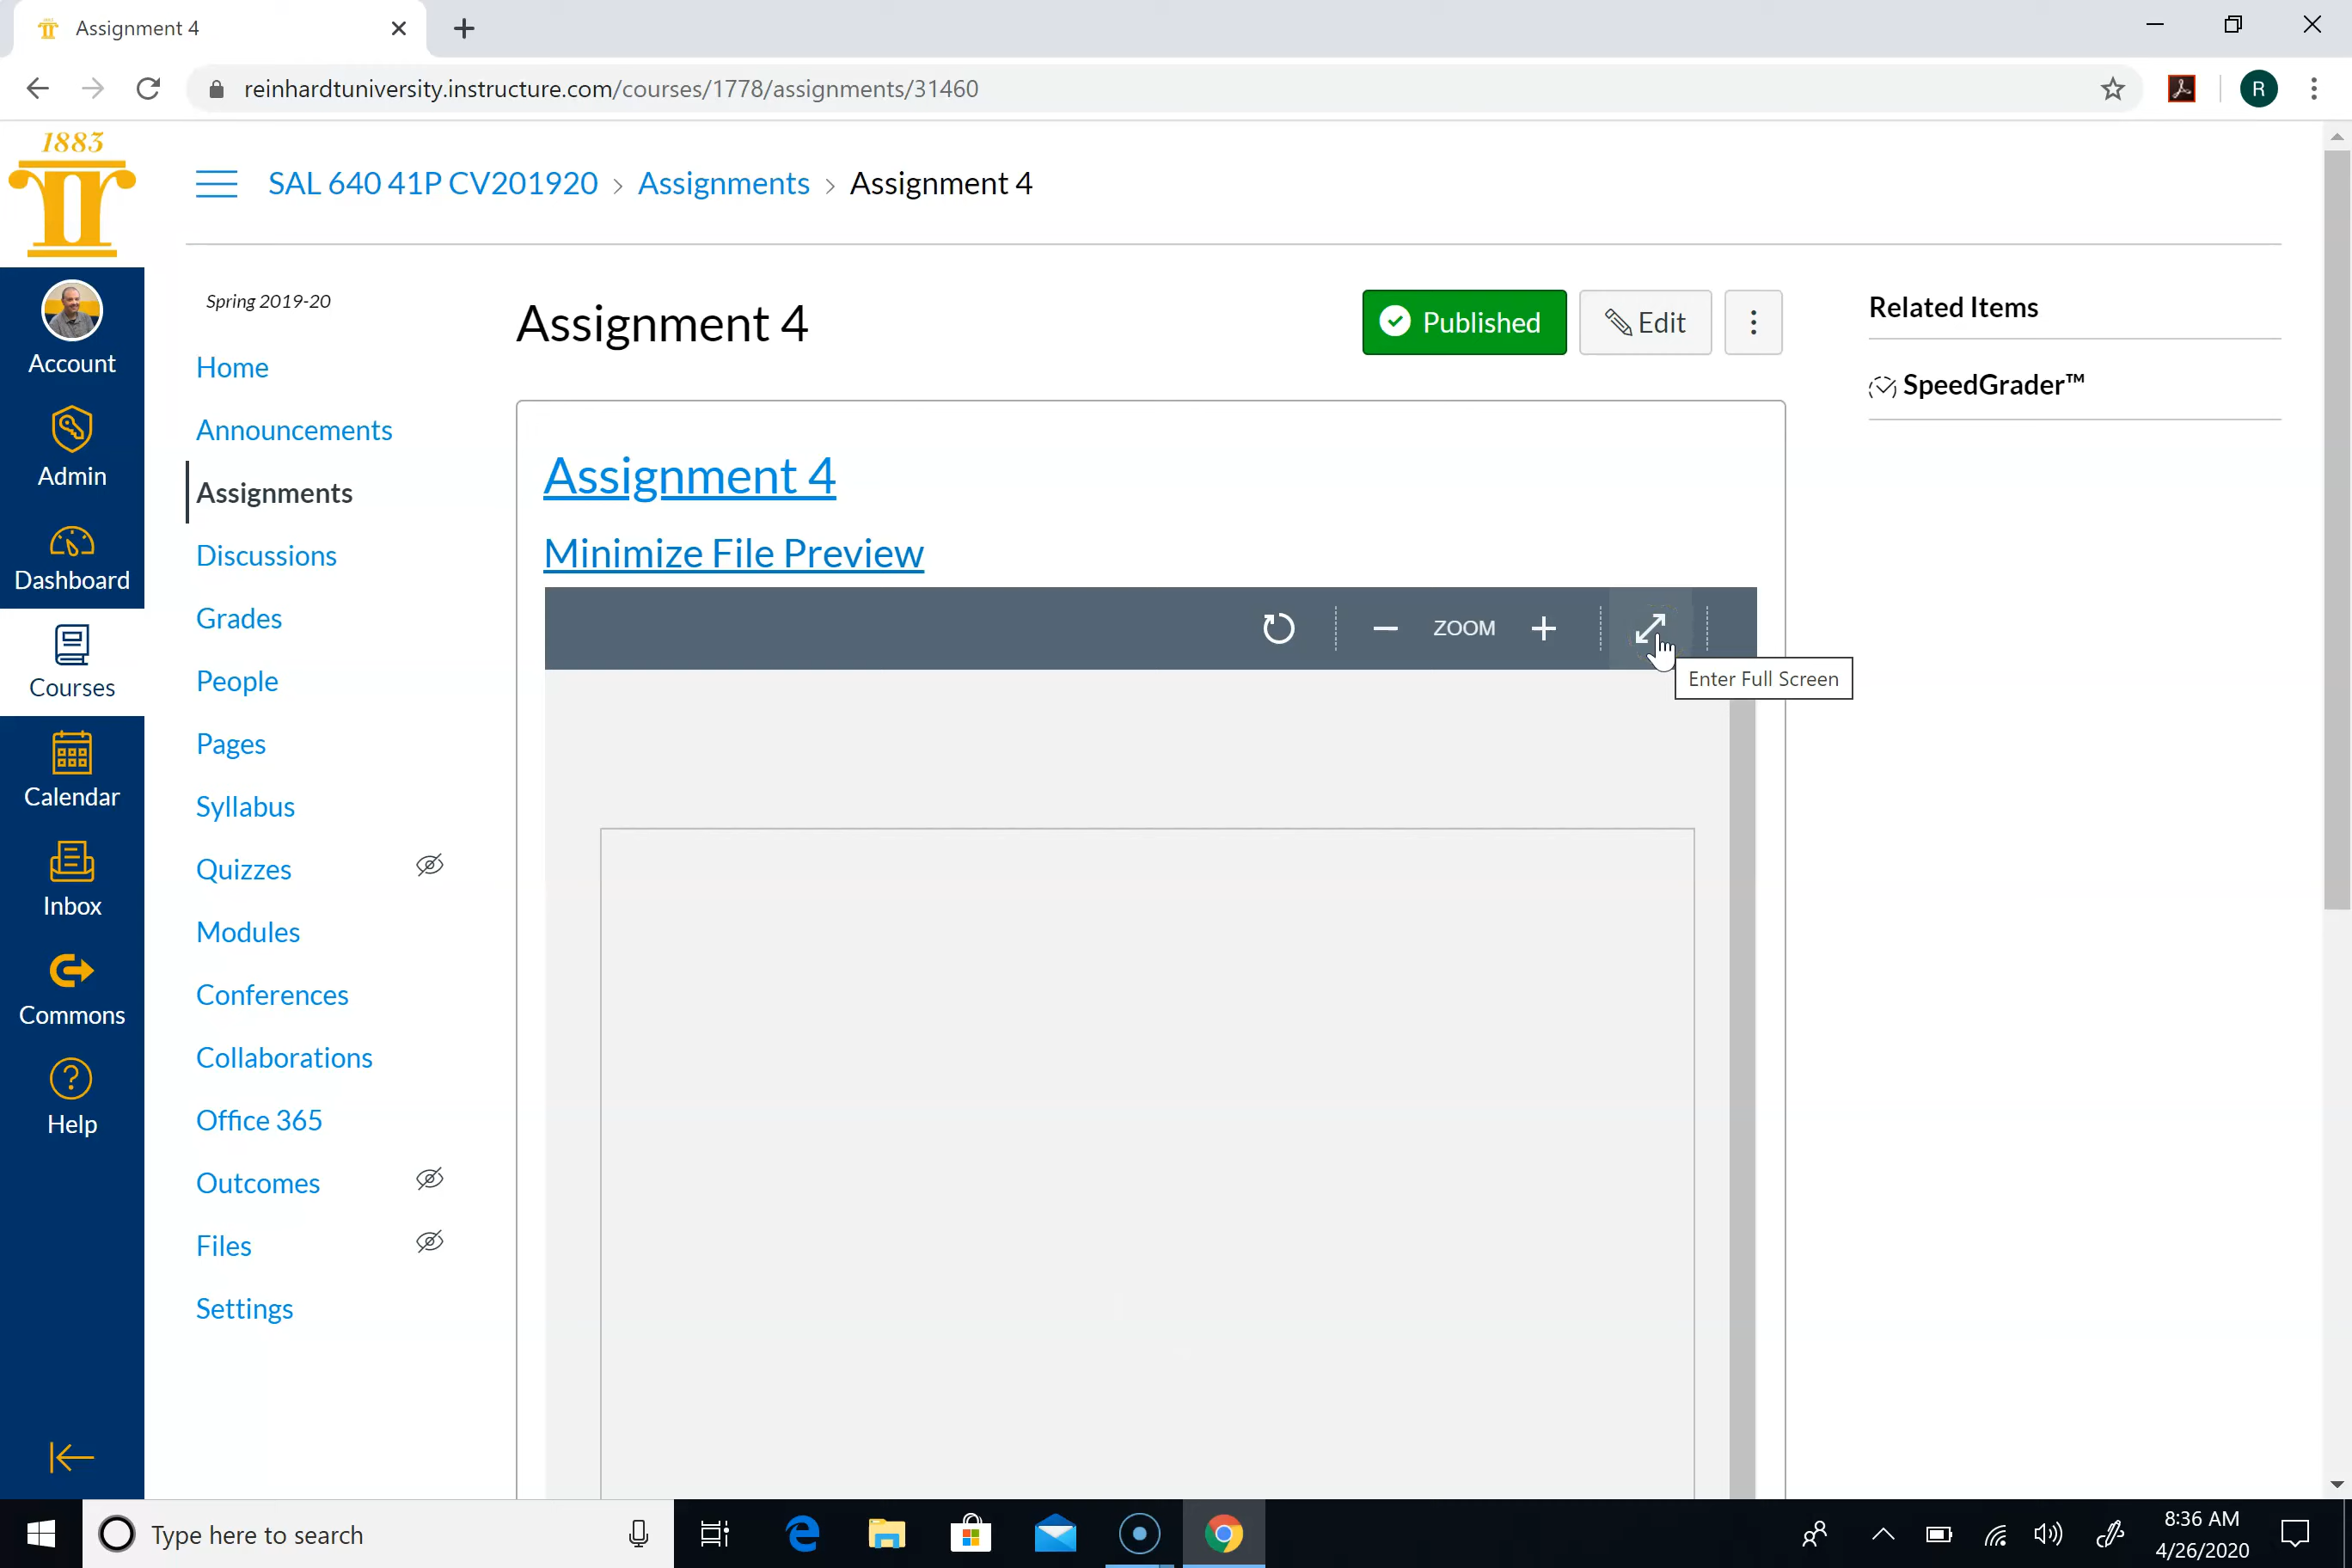 Assignment 4
reinhardtuniversity.instructure.com/courses/1778/assignments/31460
R
1883
SAL 640 41P CV201920 > Assignments > Assignment 4
Account
Admin
Dashboard
Courses
Calendar
Inbox
Commons
Help
Spring 2019-20
Home
Announcements
Assignments
Discussions
Grades
People
Pages
Syllabus
Quizzes
Modules
Conferences
Collaborations
Office 365
Outcomes
Files
Settings
Assignment 4
Published
Edit
Assignment 4
Minimize File Preview
ZOOM
Enter Full Screen
Related Items
SpeedGrader™
Type here to search
8:36 AM
4/26/2020